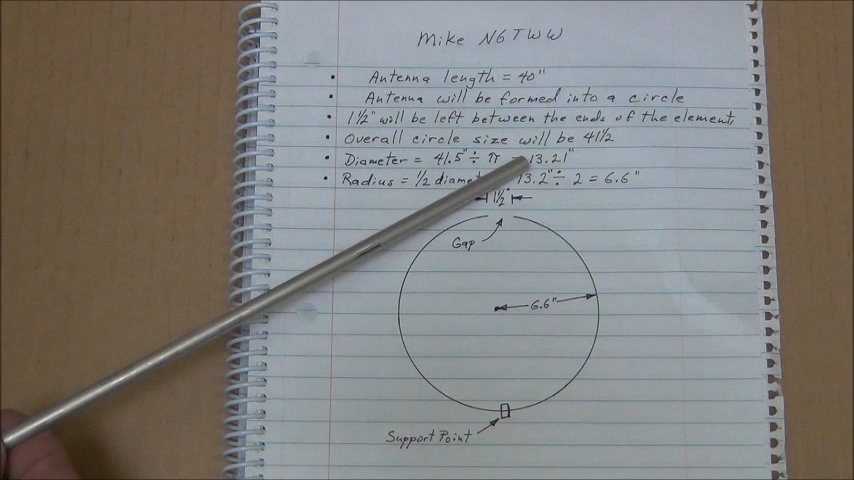 Mike N6TWW
• Antenna length = 40"
• Antenna will be formed into a circle
• 1½" will be left between the ends of the element,
• Overall circle size will be 41½
• Diameter = 41.5" ÷ π 13.21"
• Radius = ½ 13.2" ÷ 2 = 6.6"
1½"
Gap
6.6"
Support Point